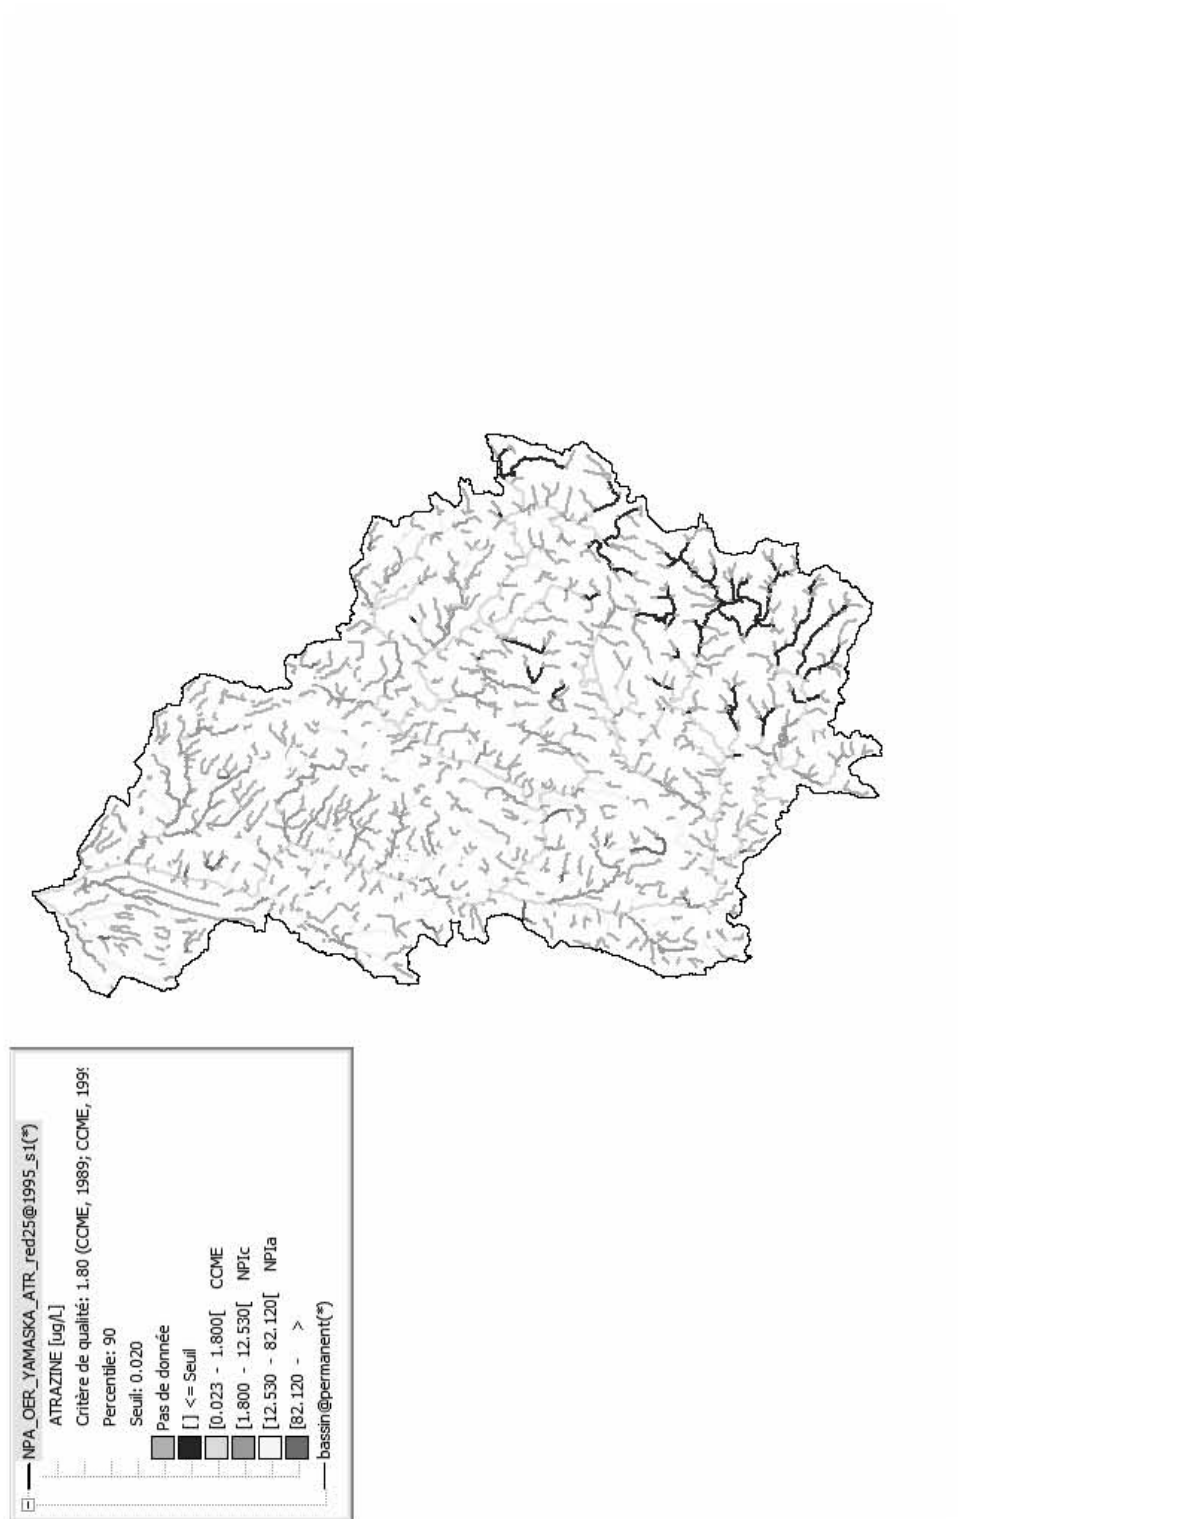 NPA_OER_YAMASKA_ATR_red25@1995_s1(*)
ATRAZINE [ug/L]
Critère de qualité: 1.80 (CCME, 1989; CCME, 199
Percentile: 90
Seuil: 0.020
Pas de donnée
[ ] <= Seuil
[0.023 - 1.800[ CCME
[1.800 - 12.530[ NPIc
[12.530 - 82.120[ NPIa
[82.120 - >
bassin@permanent(*)